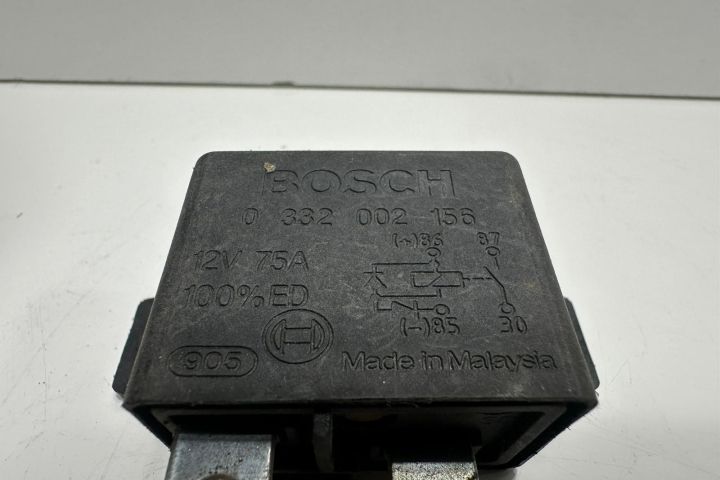 BOSCH
0 332 002 156
12V 75A
100%ED
(+)86 87
(-)85 30
905
Made in Malaysia